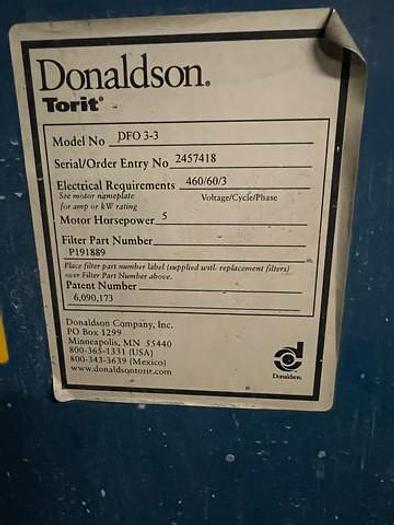 Donaldson.
Torit®
Model No DFO 3-3
Serial/Order Entry No 2457418
Electrical Requirements 460/60/3
See motor nameplate Voltage/Cycle/Phase
for amp or kW rating
Motor Horsepower 5
Filter Part Number
P191889
Place filter part number label (supplied with replacement filters)
over Filter Part Number above.
Patent Number
6,090,173
Donaldson Company, Inc.
PO Box 1299
Minneapolis, MN 55440
800-365-1331 (USA)
800-343-3639 (Mexico)
www.donaldsontorit.com
Donaldson.